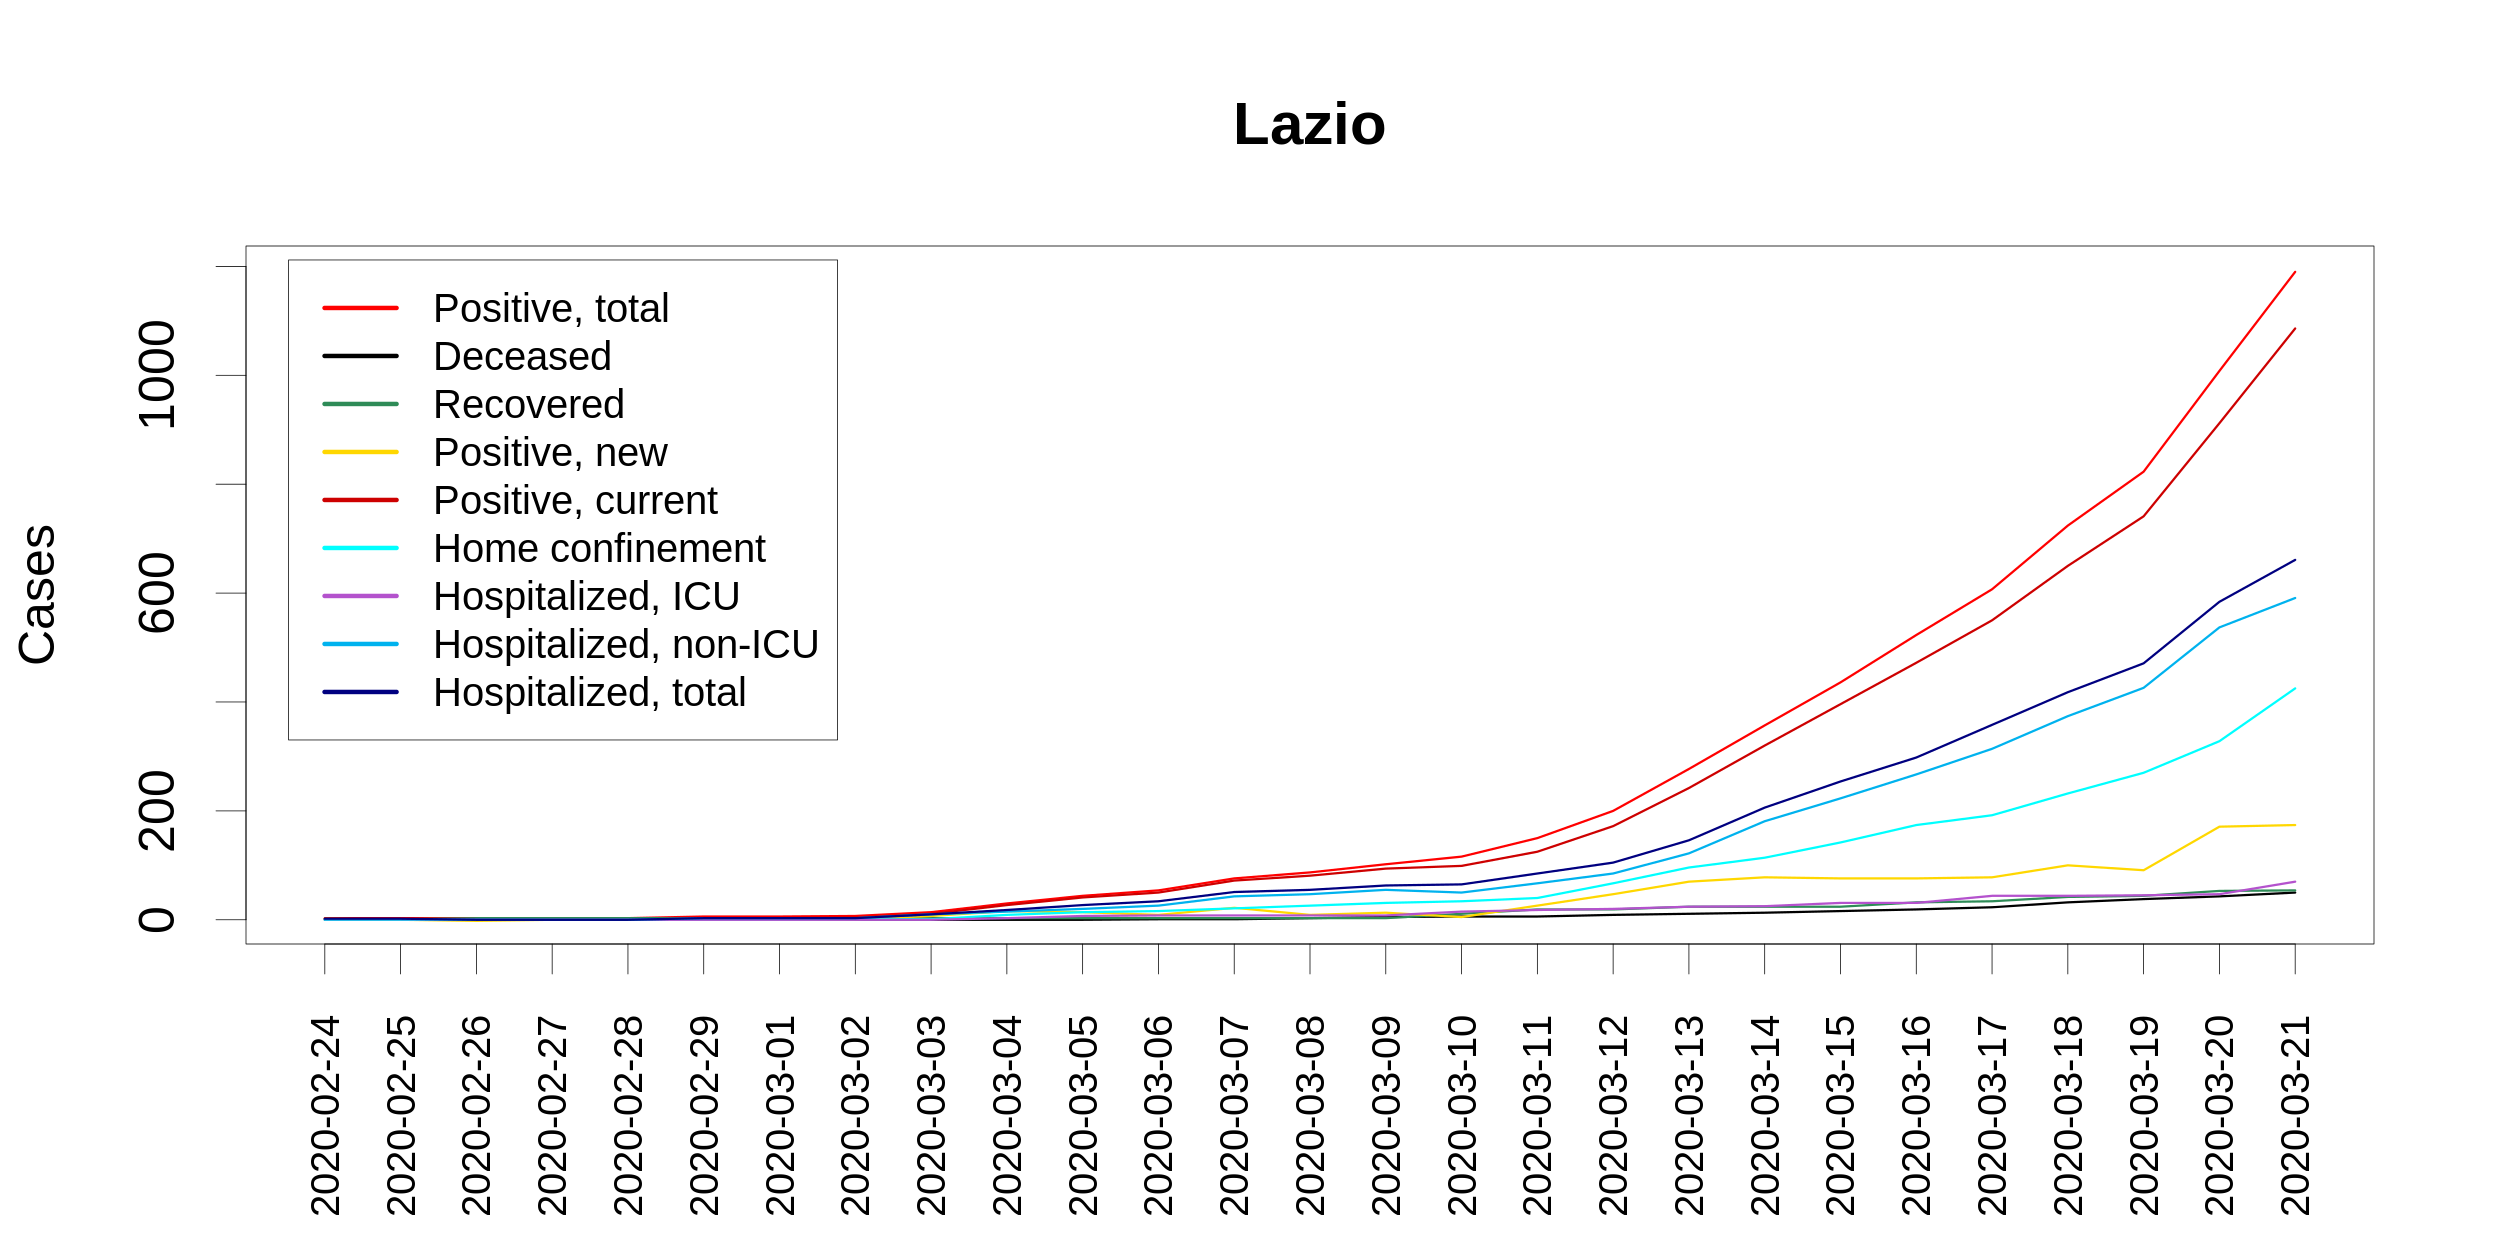 Lazio
Cases
1000
600
200
0
Positive, total
Deceased
Recovered
Positive, new
Positive, current
Home confinement
Hospitalized, ICU
Hospitalized, non-ICU
Hospitalized, total
2020-02-24
2020-02-25
2020-02-26
2020-02-27
2020-02-28
2020-02-29
2020-03-01
2020-03-02
2020-03-03
2020-03-04
2020-03-05
2020-03-06
2020-03-07
2020-03-08
2020-03-09
2020-03-10
2020-03-11
2020-03-12
2020-03-13
2020-03-14
2020-03-15
2020-03-16
2020-03-17
2020-03-18
2020-03-19
2020-03-20
2020-03-21